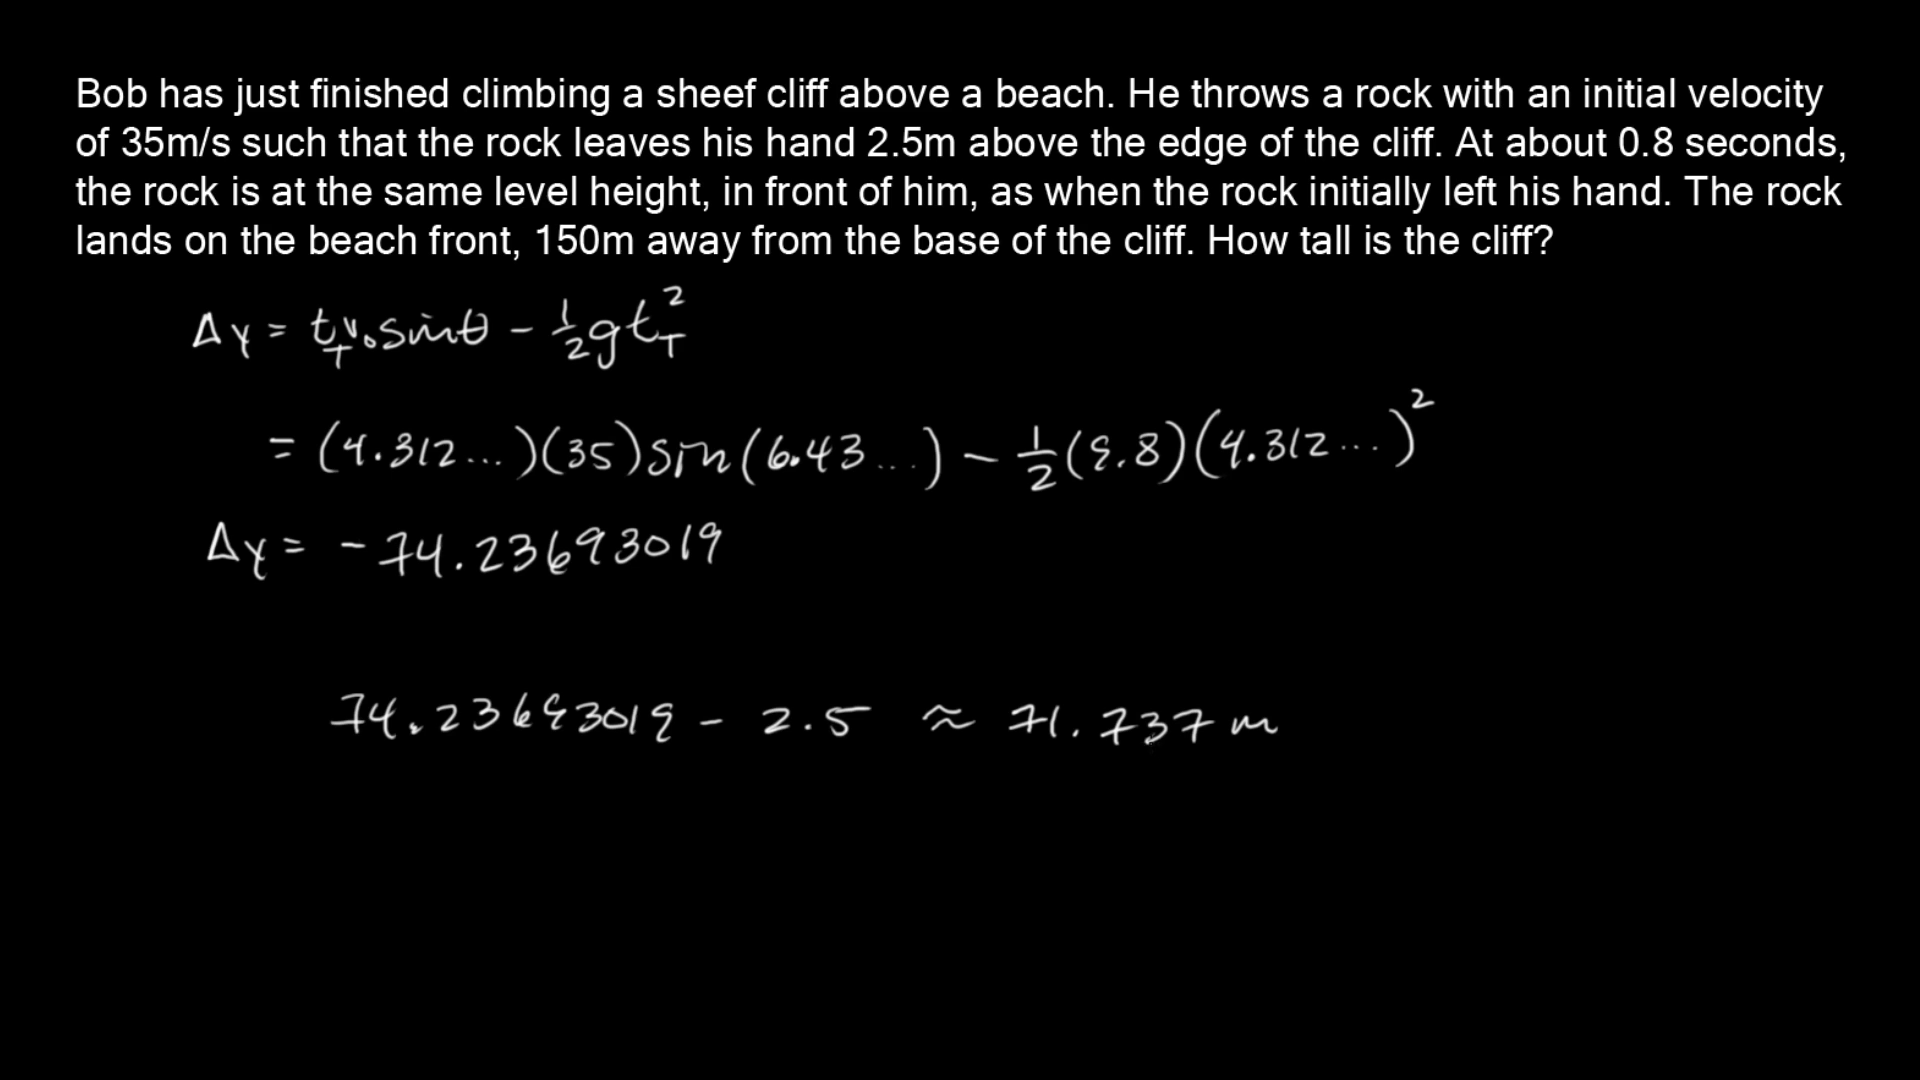 Bob has just finished climbing a sheef cliff above a beach. He throws a rock with an initial velocity
of 35m/s such that the rock leaves his hand 2.5m above the edge of the cliff. At about 0.8 seconds,
the rock is at the same level height, in front of him, as when the rock initially left his hand. The rock
lands on the beach front, 150m away from the base of the cliff. How tall is the cliff?
Δy = t_T v₀ sinθ - ½ g t_T²
= (4.312...)(35) sin(6.43...) - ½(9.8)(4.312...)²
Δy = -74.23693019
74.23693019 - 2.5 ≈ 71.737 m